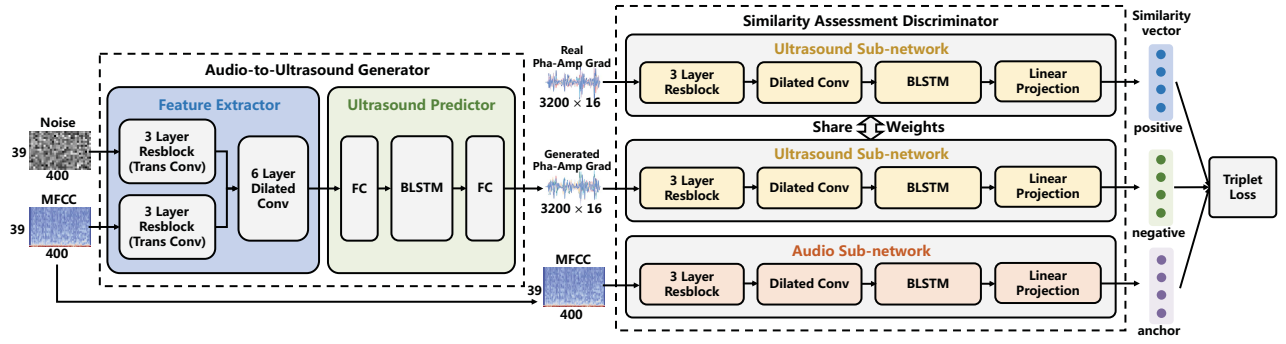 Audio-to-Ultrasound Generator
Feature Extractor
Ultrasound Predictor
Noise
39
400
MFCC
39
400
3 Layer
Resblock
(Trans Conv)
3 Layer
Resblock
(Trans Conv)
6 Layer
Dilated
Conv
FC
BLSTM
FC
Real
Pha-Amp Grad
3200 × 16
Generated
Pha-Amp Grad
3200 × 16
MFCC
39
400
Similarity Assessment Discriminator
Ultrasound Sub-network
3 Layer
Resblock
Dilated Conv
BLSTM
Linear
Projection
Share Weights
Ultrasound Sub-network
3 Layer
Resblock
Dilated Conv
BLSTM
Linear
Projection
Audio Sub-network
3 Layer
Resblock
Dilated Conv
BLSTM
Linear
Projection
Similarity
vector
positive
negative
anchor
Triplet
Loss